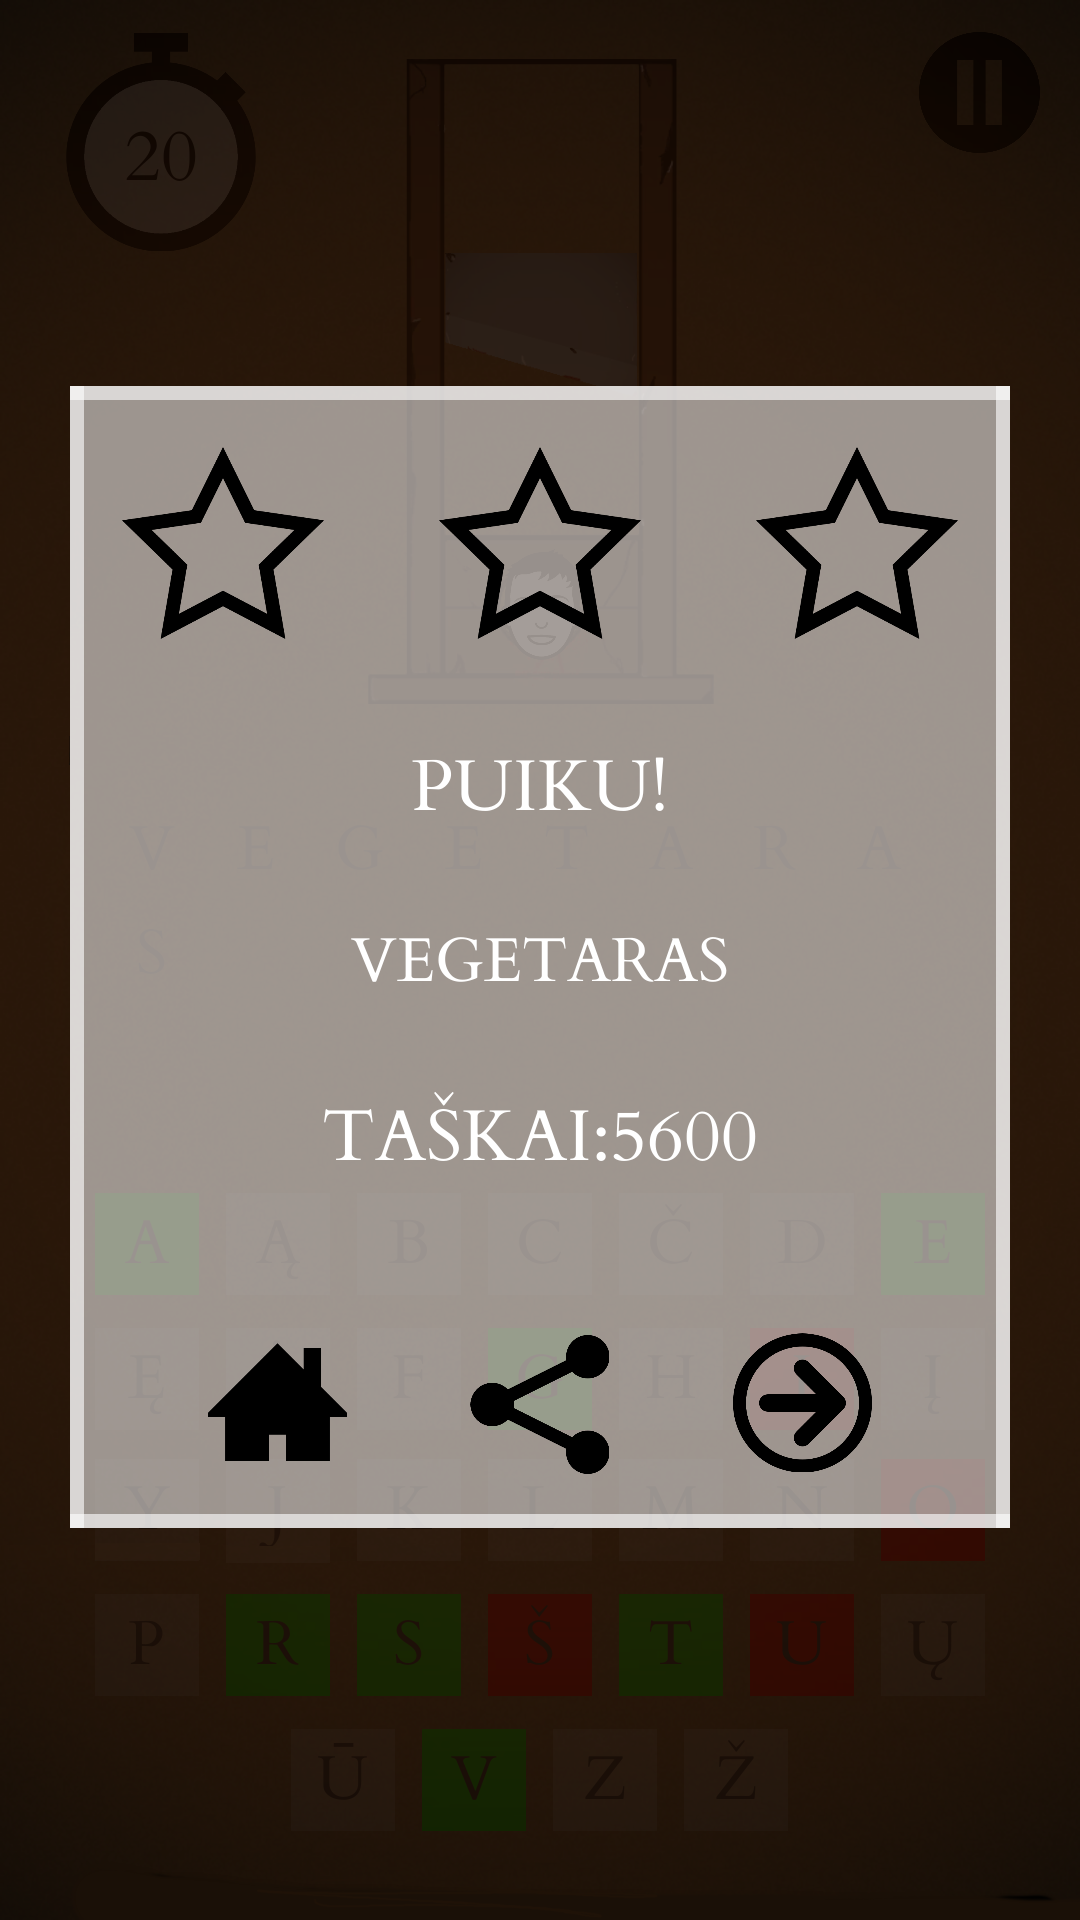 20
PUIKU!
V E G E T A R A
VEGETARAS
S
TAŠKAI:5600
A Ą B C Č D E
Ę F G H Į
Y J K L M N O
P R S Š T U Ų
Ū V Z Ž